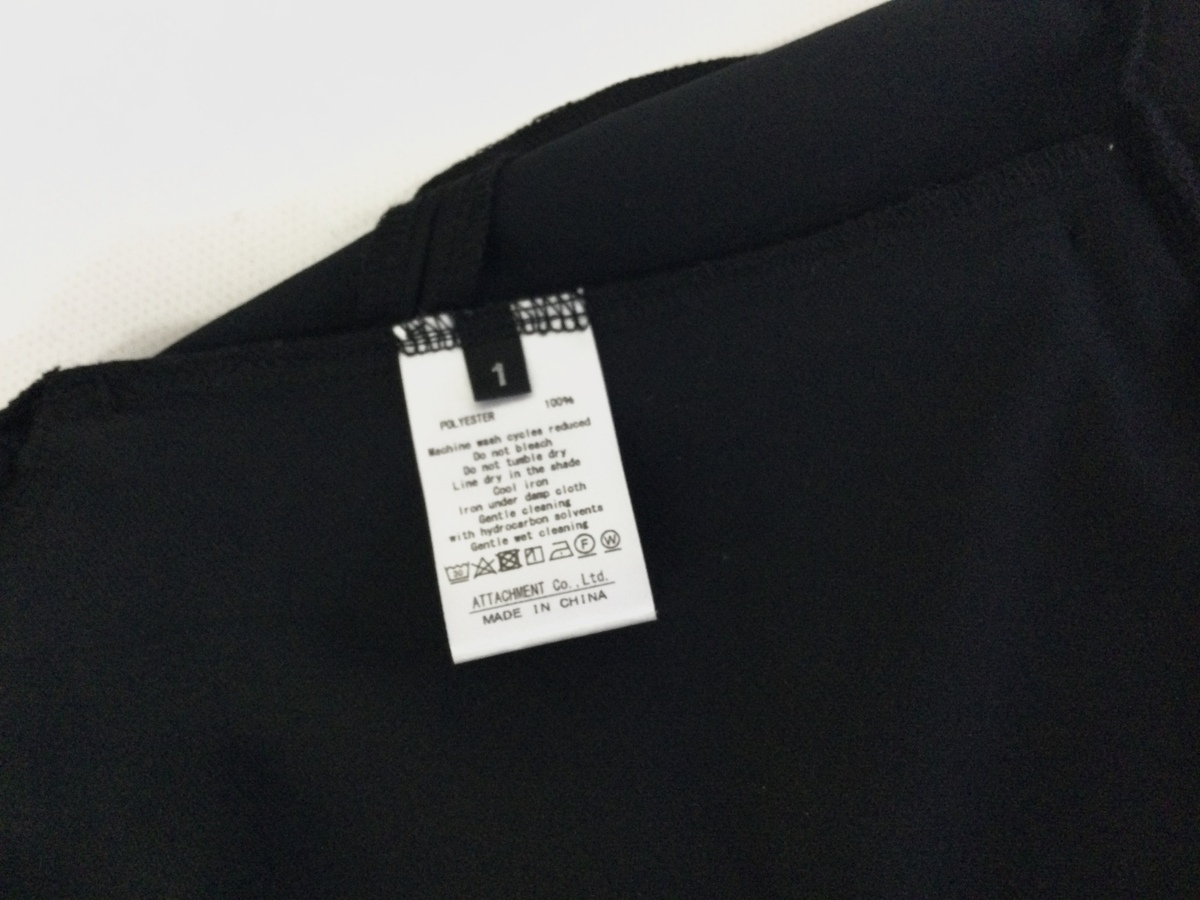 1
POLYESTER 100%
Machine wash cycles reduced
Do not bleach
Do not tumble dry
Line dry in the shade
Cool iron
Iron under damp cloth
Gentle cleaning
with hydrocarbon solvents
Gentle wet cleaning
30 F W
ATTACHMENT Co.,Ltd.
MADE IN CHINA